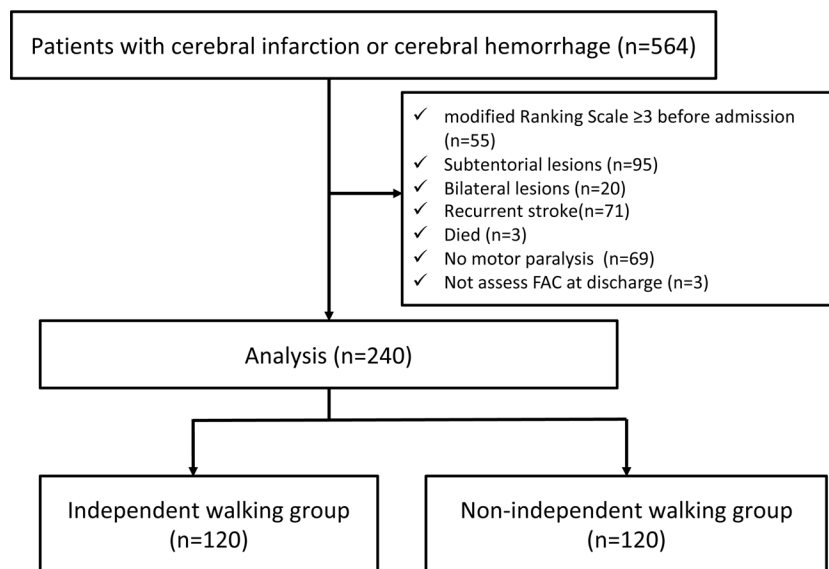 Patients with cerebral infarction or cerebral hemorrhage (n=564)
✓ modified Ranking Scale ≥3 before admission
(n=55)
✓ Subtentorial lesions (n=95)
✓ Bilateral lesions (n=20)
✓ Recurrent stroke(n=71)
✓ Died (n=3)
✓ No motor paralysis (n=69)
✓ Not assess FAC at discharge (n=3)
Analysis (n=240)
Independent walking group
(n=120)
Non-independent walking group
(n=120)